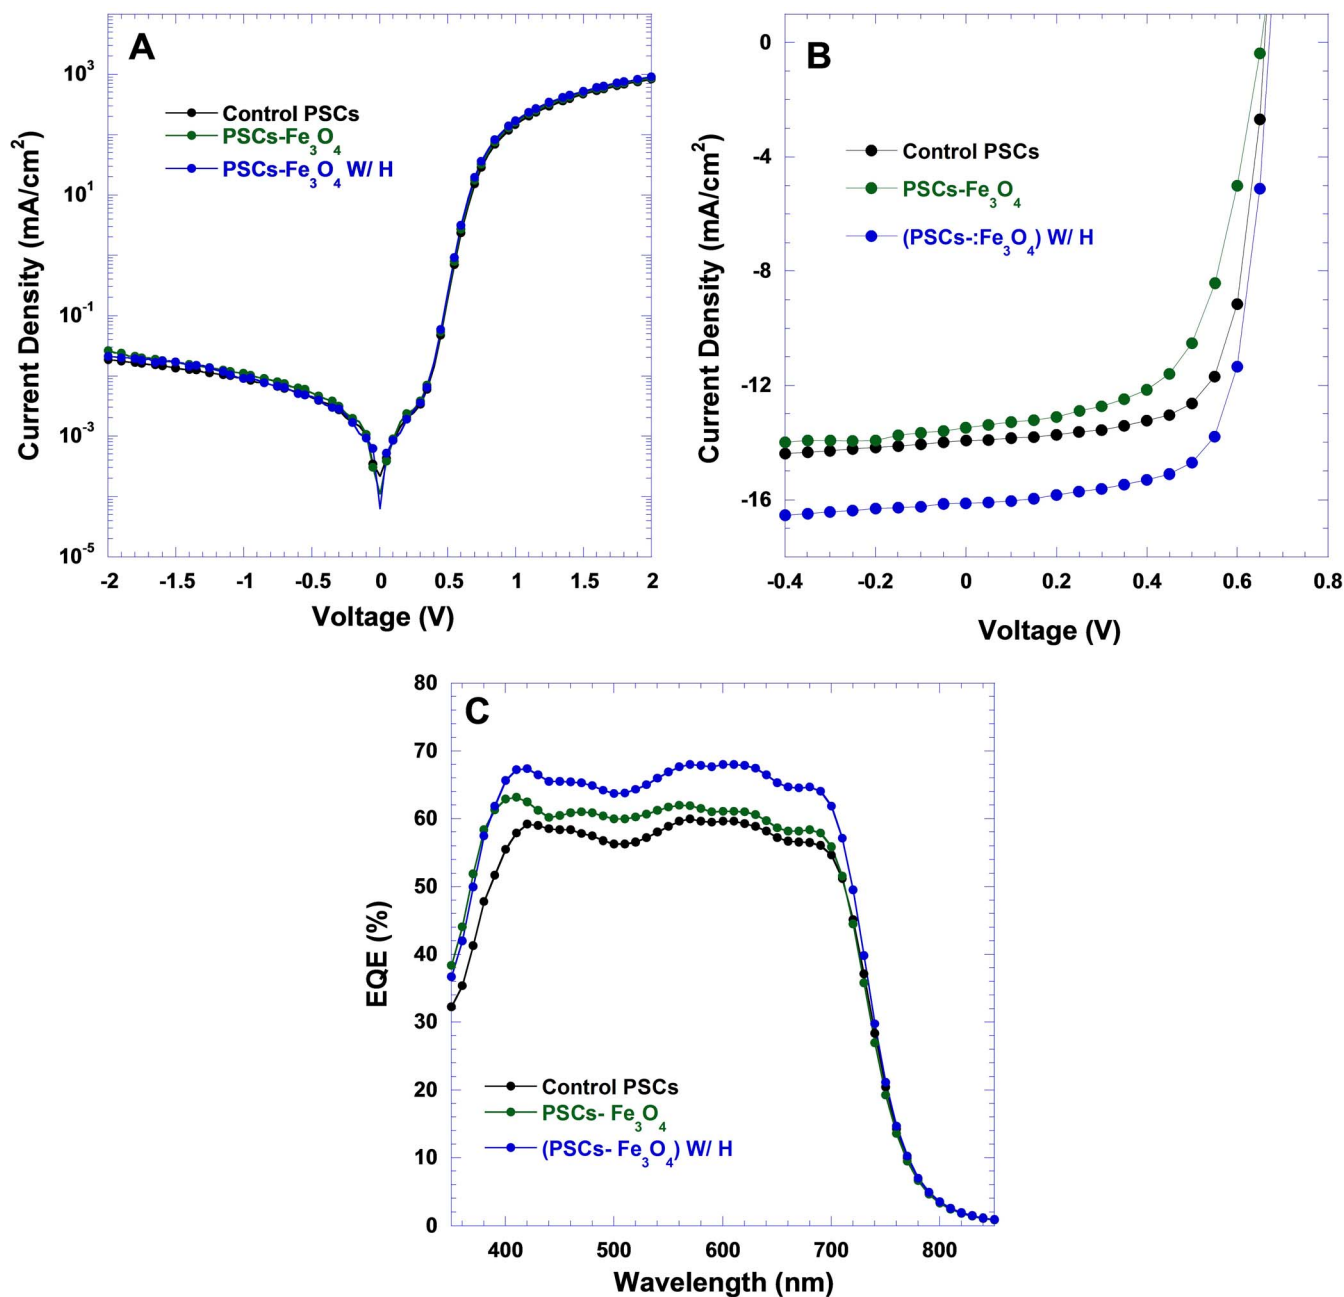 A
10³
10¹
10⁻¹
10⁻³
10⁻⁵
Current Density (mA/cm²)
Control PSCs
PSCs-Fe₃O₄
PSCs-Fe₃O₄ W/ H
-2 -1.5 -1 -0.5 0 0.5 1 1.5 2
Voltage (V)
B
0
-4
-8
-12
-16
Current Density (mA/cm²)
Control PSCs
PSCs-Fe₃O₄
(PSCs-:Fe₃O₄) W/ H
-0.4 -0.2 0 0.2 0.4 0.6 0.8
Voltage (V)
C
80
70
60
50
40
30
20
10
0
EQE (%)
Control PSCs
PSCs- Fe₃O₄
(PSCs- Fe₃O₄) W/ H
400 500 600 700 800
Wavelength (nm)